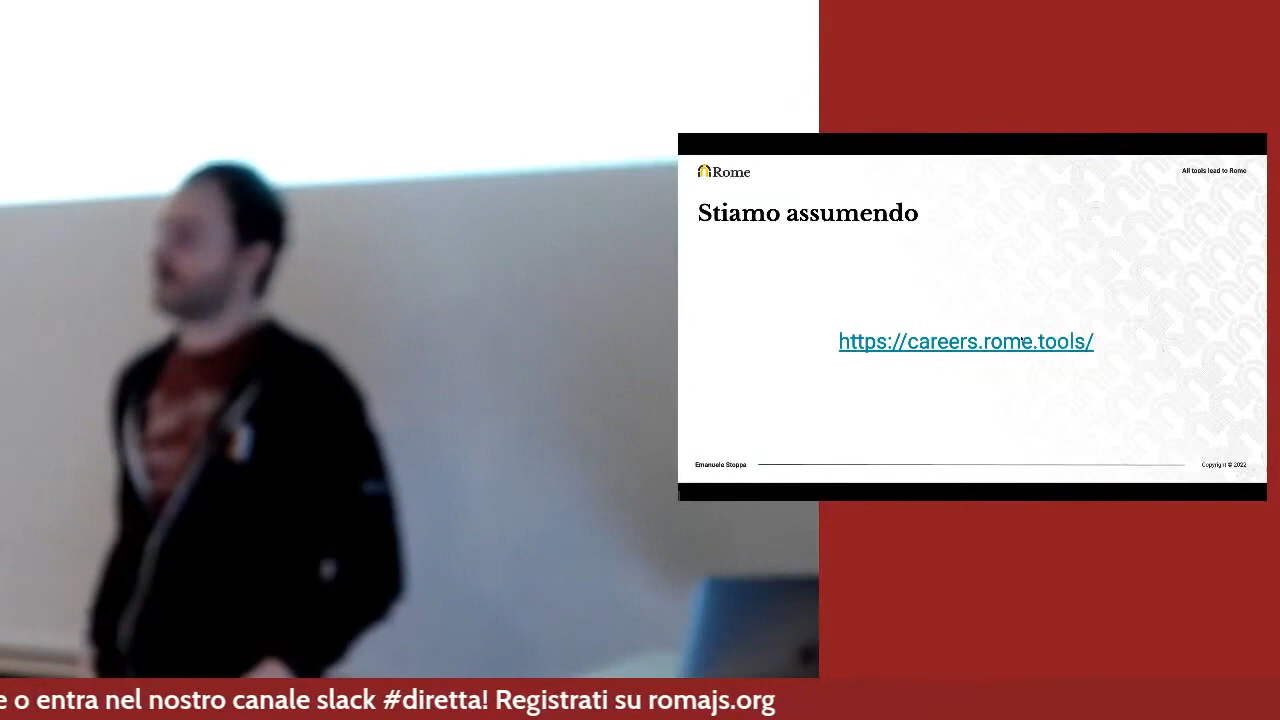 Rome
All tools lead to Rome
Stiamo assumendo
https://careers.rome.tools/
Emanuele Stoppa
Copyright © 2022
e o entra nel nostro canale slack #diretta! Registrati su romajs.org